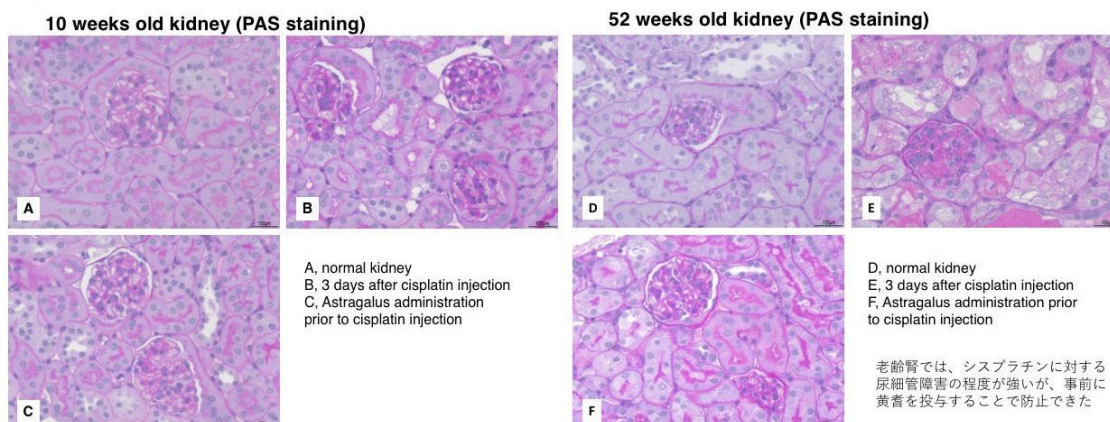 10 weeks old kidney (PAS staining)
52 weeks old kidney (PAS staining)
A
B
C
A, normal kidney
B, 3 days after cisplatin injection
C, Astragalus administration
prior to cisplatin injection
D
E
F
D, normal kidney
E, 3 days after cisplatin injection
F, Astragalus administration prior
to cisplatin injection
老齢腎では、シスプラチンに対する
尿細管障害の程度が強いが、事前に
黄耆を投与することで防止できた